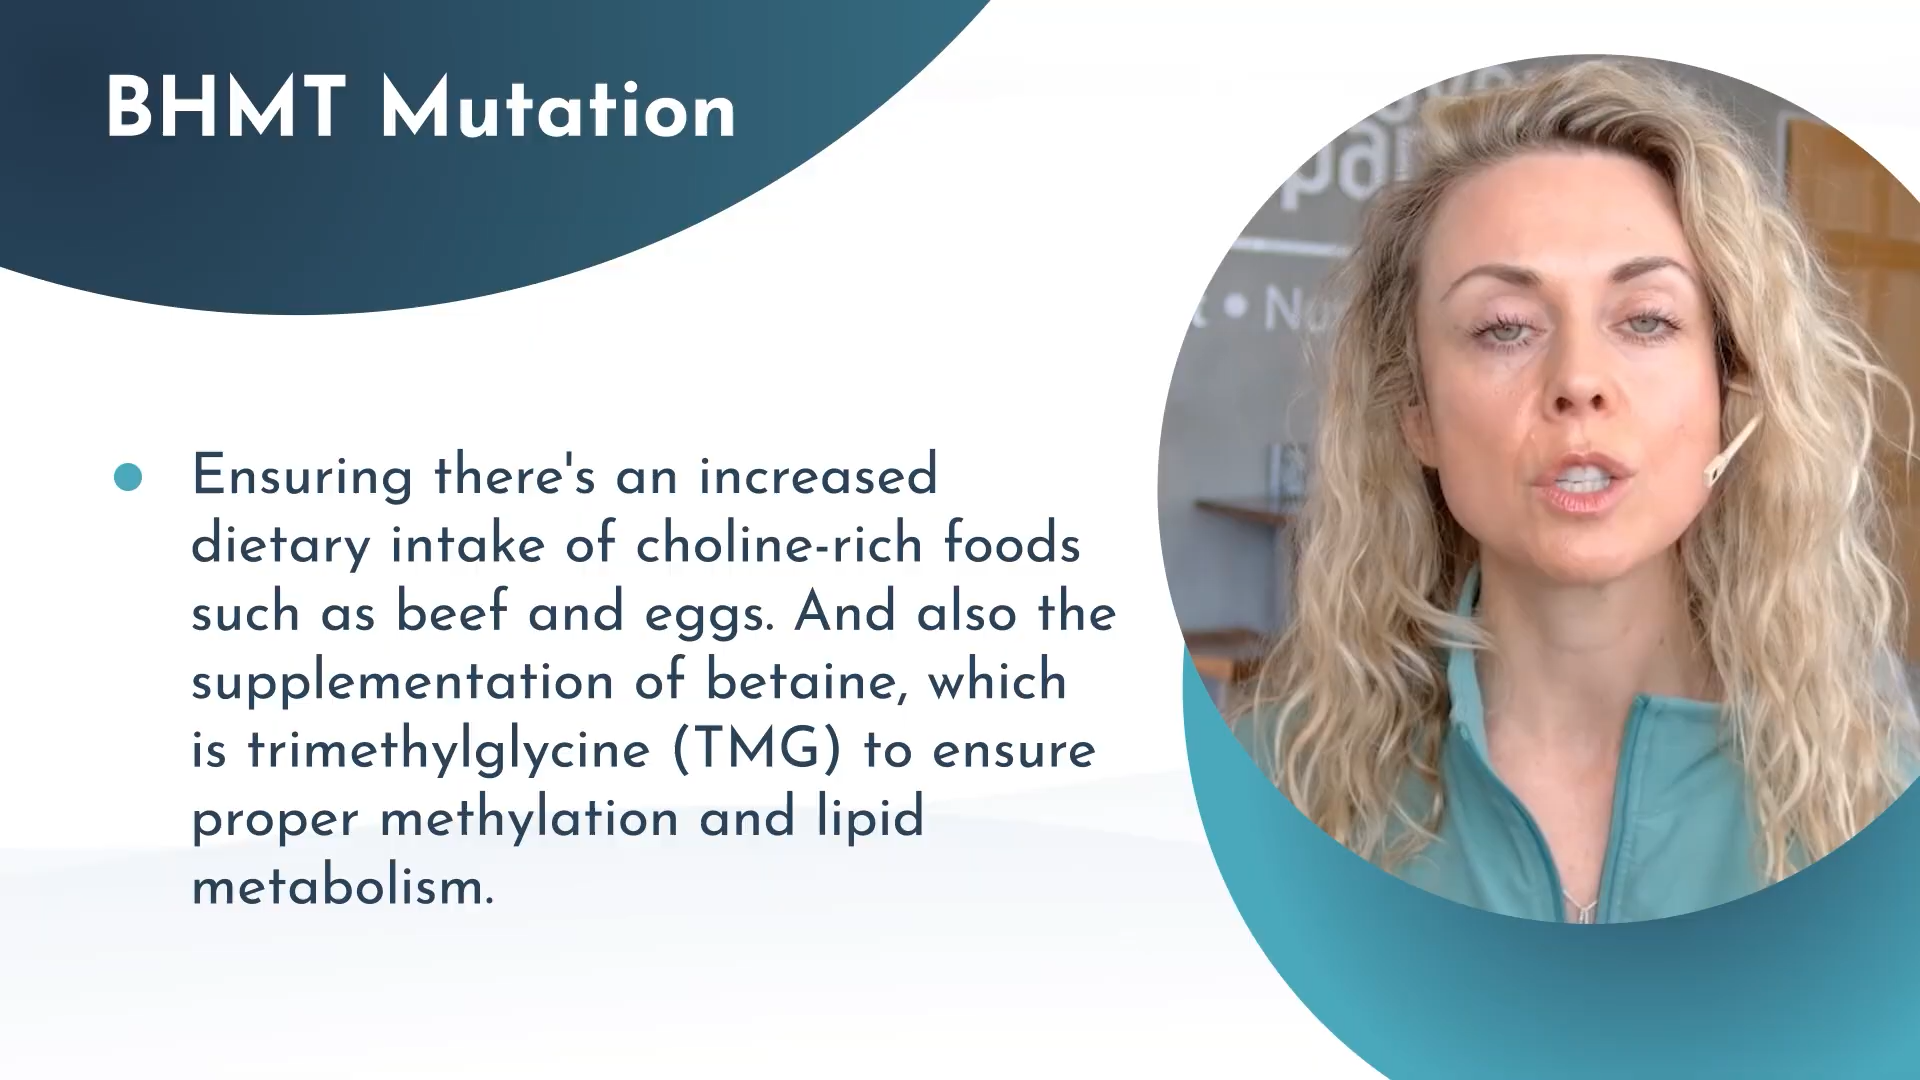 BHMT Mutation
Ensuring there's an increased
dietary intake of choline-rich foods
such as beef and eggs. And also the
supplementation of betaine, which
is trimethylglycine (TMG) to ensure
proper methylation and lipid
metabolism.